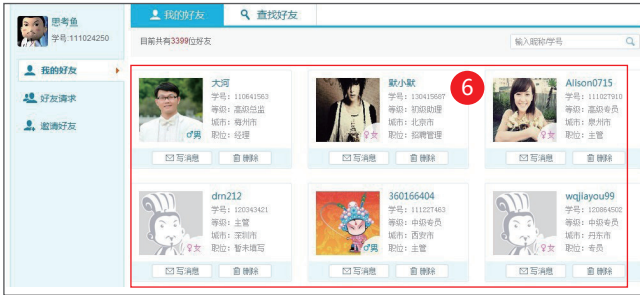 思考鱼
学号:111024250
我的好友
好友请求
邀请好友
我的好友 查找好友
目前共有3399位好友
输入昵称/学号
6
大河
学号: 110641563
等级: 高级总监
城市: 梅州市
职位: 经理
♂男
写消息 删除
默小默
学号: 130415687
等级: 初级助理
城市: 北京市
职位: 招聘管理
♀女
写消息 删除
Alison0715
学号: 111027910
等级: 高级专员
城市: 泉州市
职位: 主管
♀女
写消息 删除
drn212
学号: 120343421
等级: 主管
城市: 深圳市
职位: 暂未填写
♀女
写消息 删除
360166404
学号: 111227463
等级: 中级专员
城市: 西安市
职位: 主管
♂男
写消息 删除
wqjiayou99
学号: 120864502
等级: 中级专员
城市: 丹东市
职位: 专员
♀女
写消息 删除